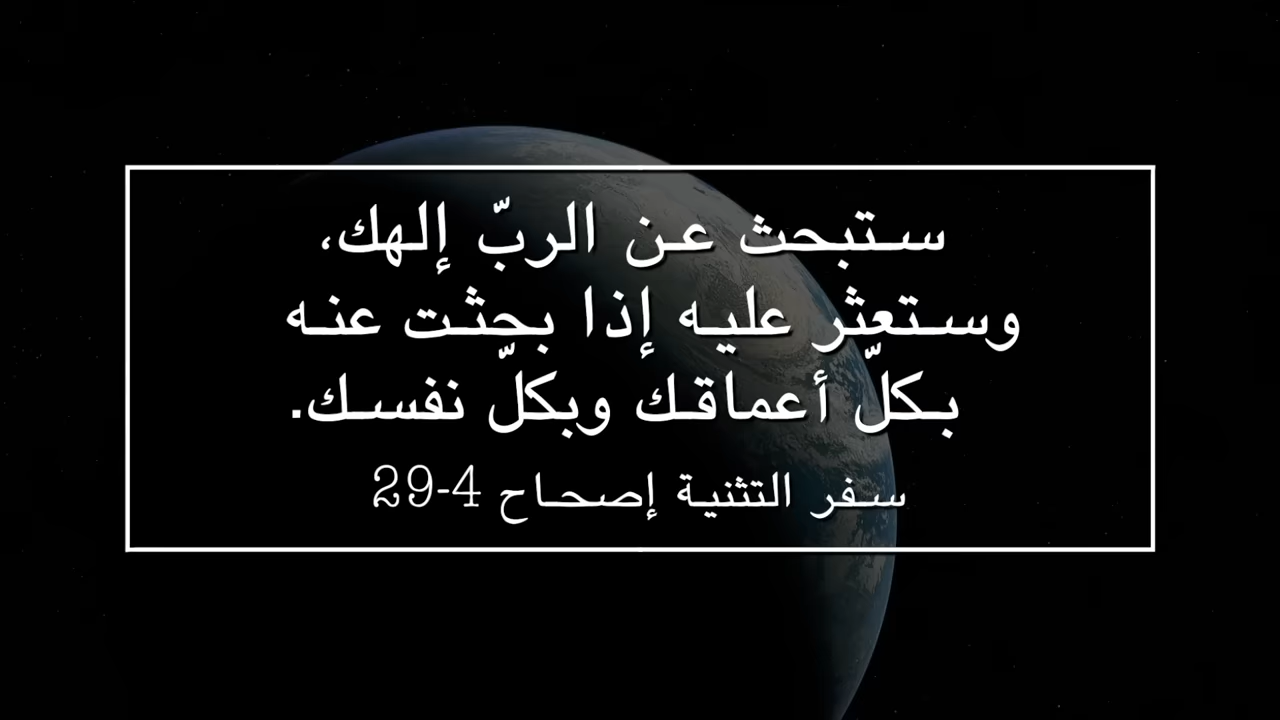 ستبحث عن الربّ إلهك،
وستعثر عليه إذا بحثت عنه
بكلّ أعماقك وبكلّ نفسك.
سفر التثنية إصحاح 4-29